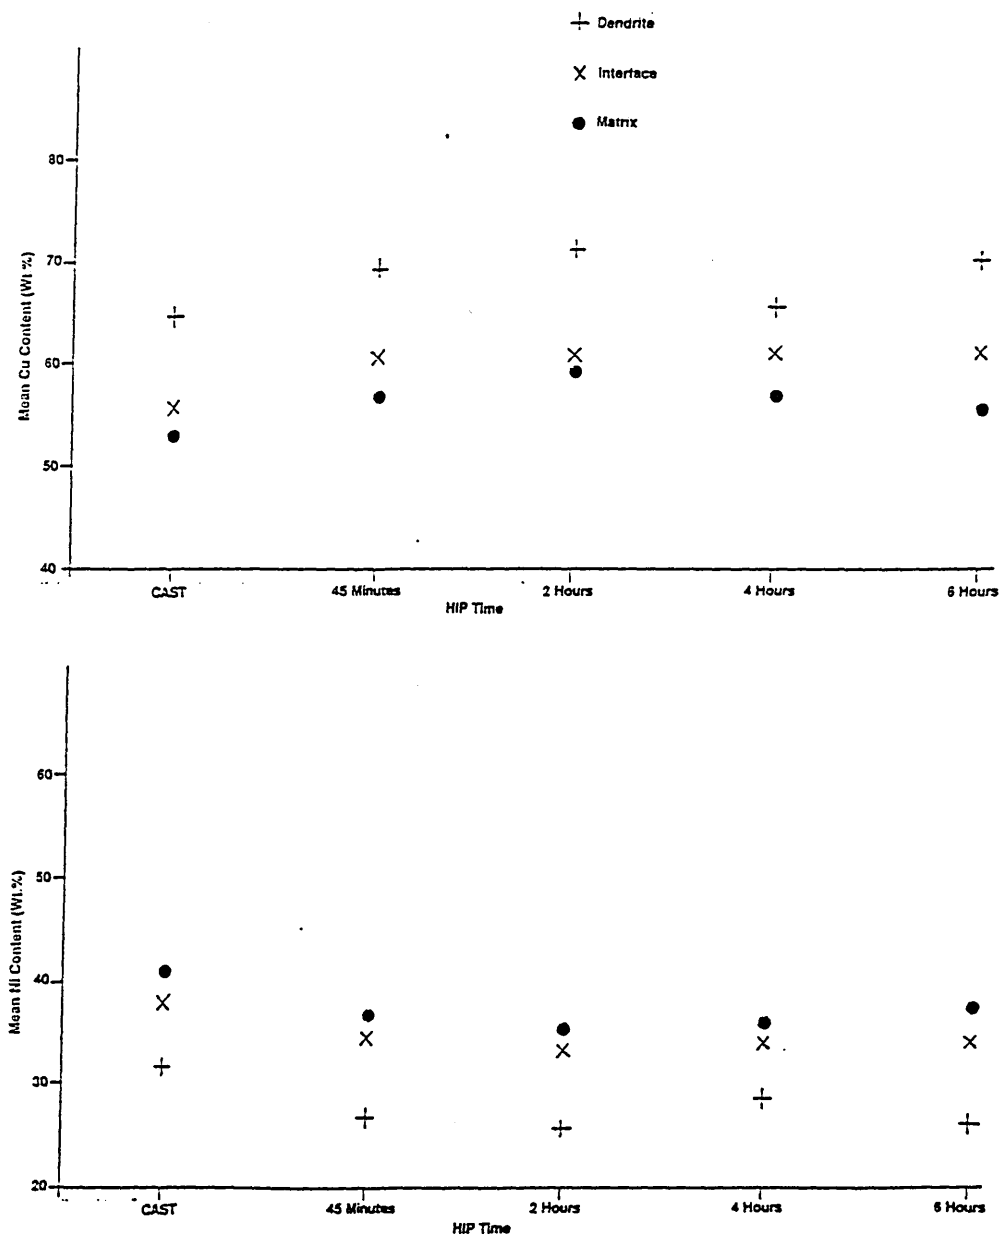 Dendrite
Interface
Matrix
80
70
60
50
40
Mean Cu Content (Wt.%)
CAST 45 Minutes 2 Hours 4 Hours 6 Hours
HIP Time
60
50
40
30
20
Mean Ni Content (Wt.%)
CAST 45 Minutes 2 Hours 4 Hours 6 Hours
HIP Time